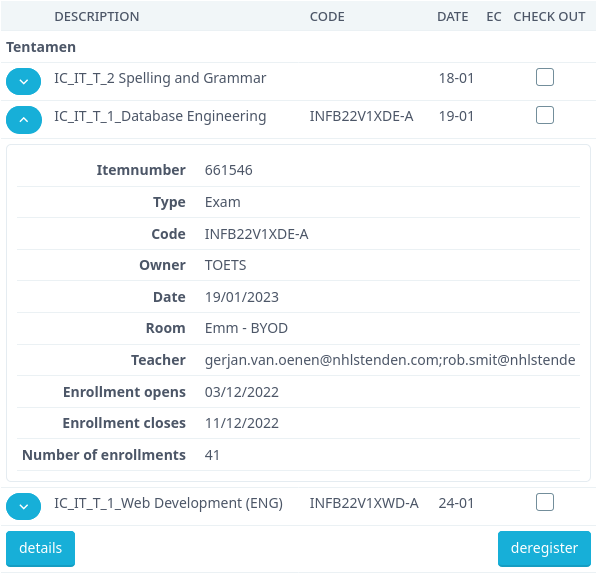 DESCRIPTION CODE DATE EC CHECK OUT
Tentamen
IC_IT_T_2 Spelling and Grammar 18-01
IC_IT_T_1_Database Engineering INFB22V1XDE-A 19-01
Itemnumber 661546
Type Exam
Code INFB22V1XDE-A
Owner TOETS
Date 19/01/2023
Room Emm - BYOD
Teacher gerjan.van.oenen@nhlstenden.com;rob.smit@nhlstende
Enrollment opens 03/12/2022
Enrollment closes 11/12/2022
Number of enrollments 41
IC_IT_T_1_Web Development (ENG) INFB22V1XWD-A 24-01
details deregister